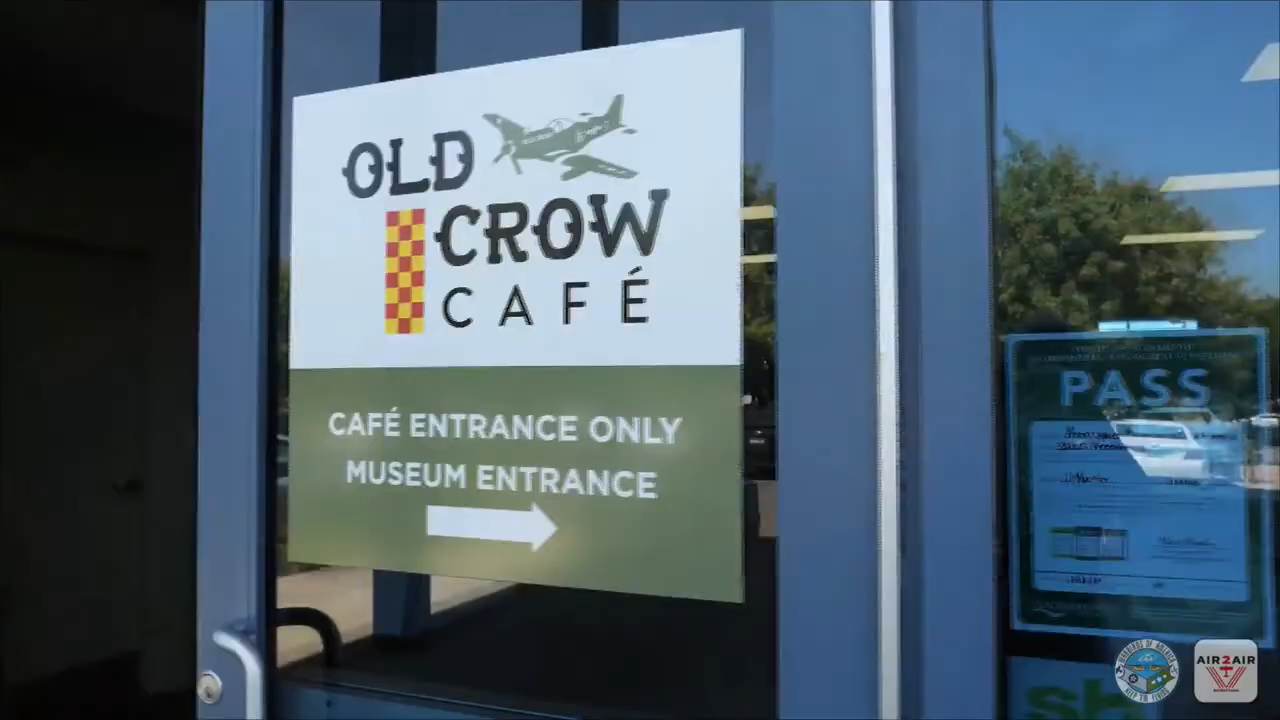 OLD
CROW
CAFÉ
CAFÉ ENTRANCE ONLY
MUSEUM ENTRANCE
PASS
AIR2AIR